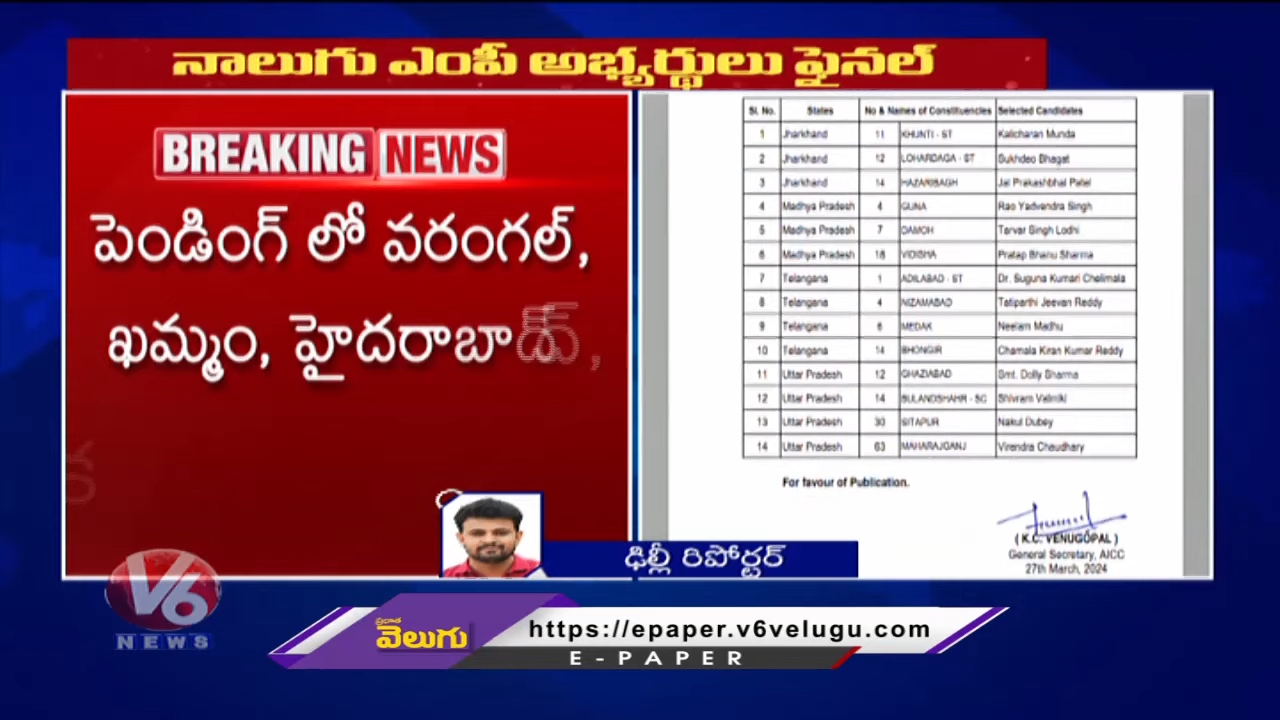 నాలుగు ఎంపీ అభ్యర్థులు ఫైనల్
BREAKING NEWS
పెండింగ్ లో వరంగల్,
ఖమ్మం, హైదరాబాద్,
Sl. No. States No & Names of Constituencies Selected Candidates
1 Jharkhand 11 KHUNTI - ST Kalicharan Munda
2 Jharkhand 12 LOHARDAGA - ST Sukhdeo Bhagat
3 Jharkhand 14 HAZARIBAGH Jai Prakashbhai Patel
4 Madhya Pradesh 4 GUNA Rao Yadvendra Singh
5 Madhya Pradesh 7 DAMOH Tarvar Singh Lodhi
6 Madhya Pradesh 18 VIDISHA Pratap Bhanu Sharma
7 Telangana 1 ADILABAD - ST Dr. Suguna Kumari Chelimala
8 Telangana 4 NIZAMABAD Tatiparthi Jeevan Reddy
9 Telangana 6 MEDAK Neelam Madhu
10 Telangana 14 BHONGIR Chamala Kiran Kumar Reddy
11 Uttar Pradesh 12 GHAZIABAD Smt. Dolly Sharma
12 Uttar Pradesh 14 BULANDSHAHR - SC Shivram Valmiki
13 Uttar Pradesh 30 SITAPUR Nakul Dubey
14 Uttar Pradesh 63 MAHARAJGANJ Virendra Chaudhary
For favour of Publication.
( K.C. VENUGOPAL )
General Secretary, AICC
27th March, 2024
ఢిల్లీ రిపోర్టర్
V6
NEWS
ప్రభాత
వెలుగు
https://epaper.v6velugu.com
E-PAPER